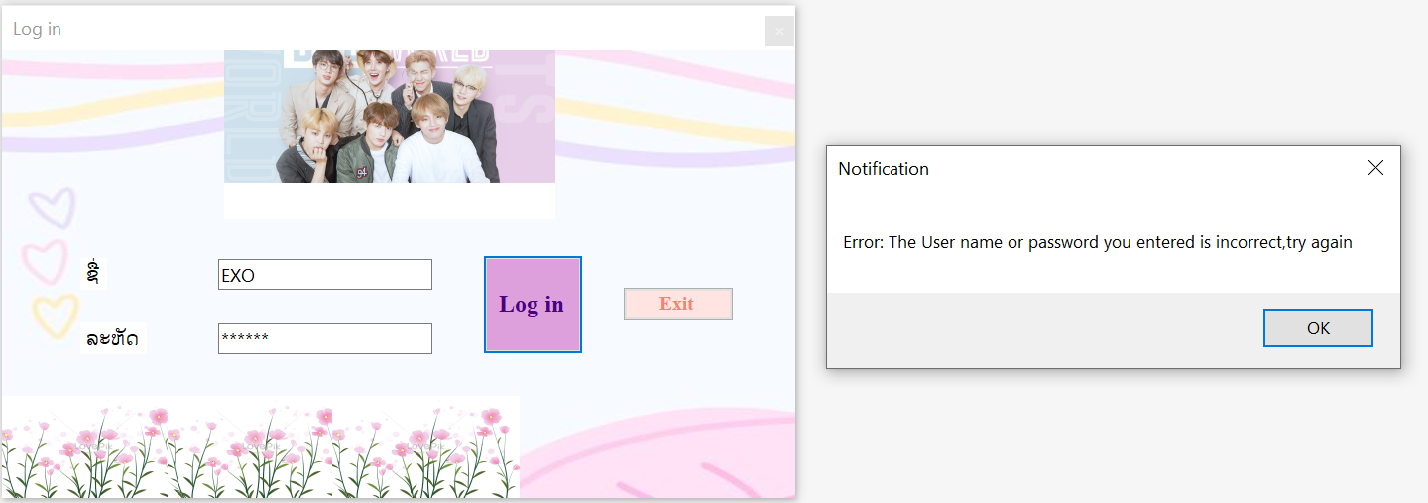 Log in
ຊື່
EXO
ລະຫັດ
******
Log in
Exit
Notification
Error: The User name or password you entered is incorrect,try again
OK